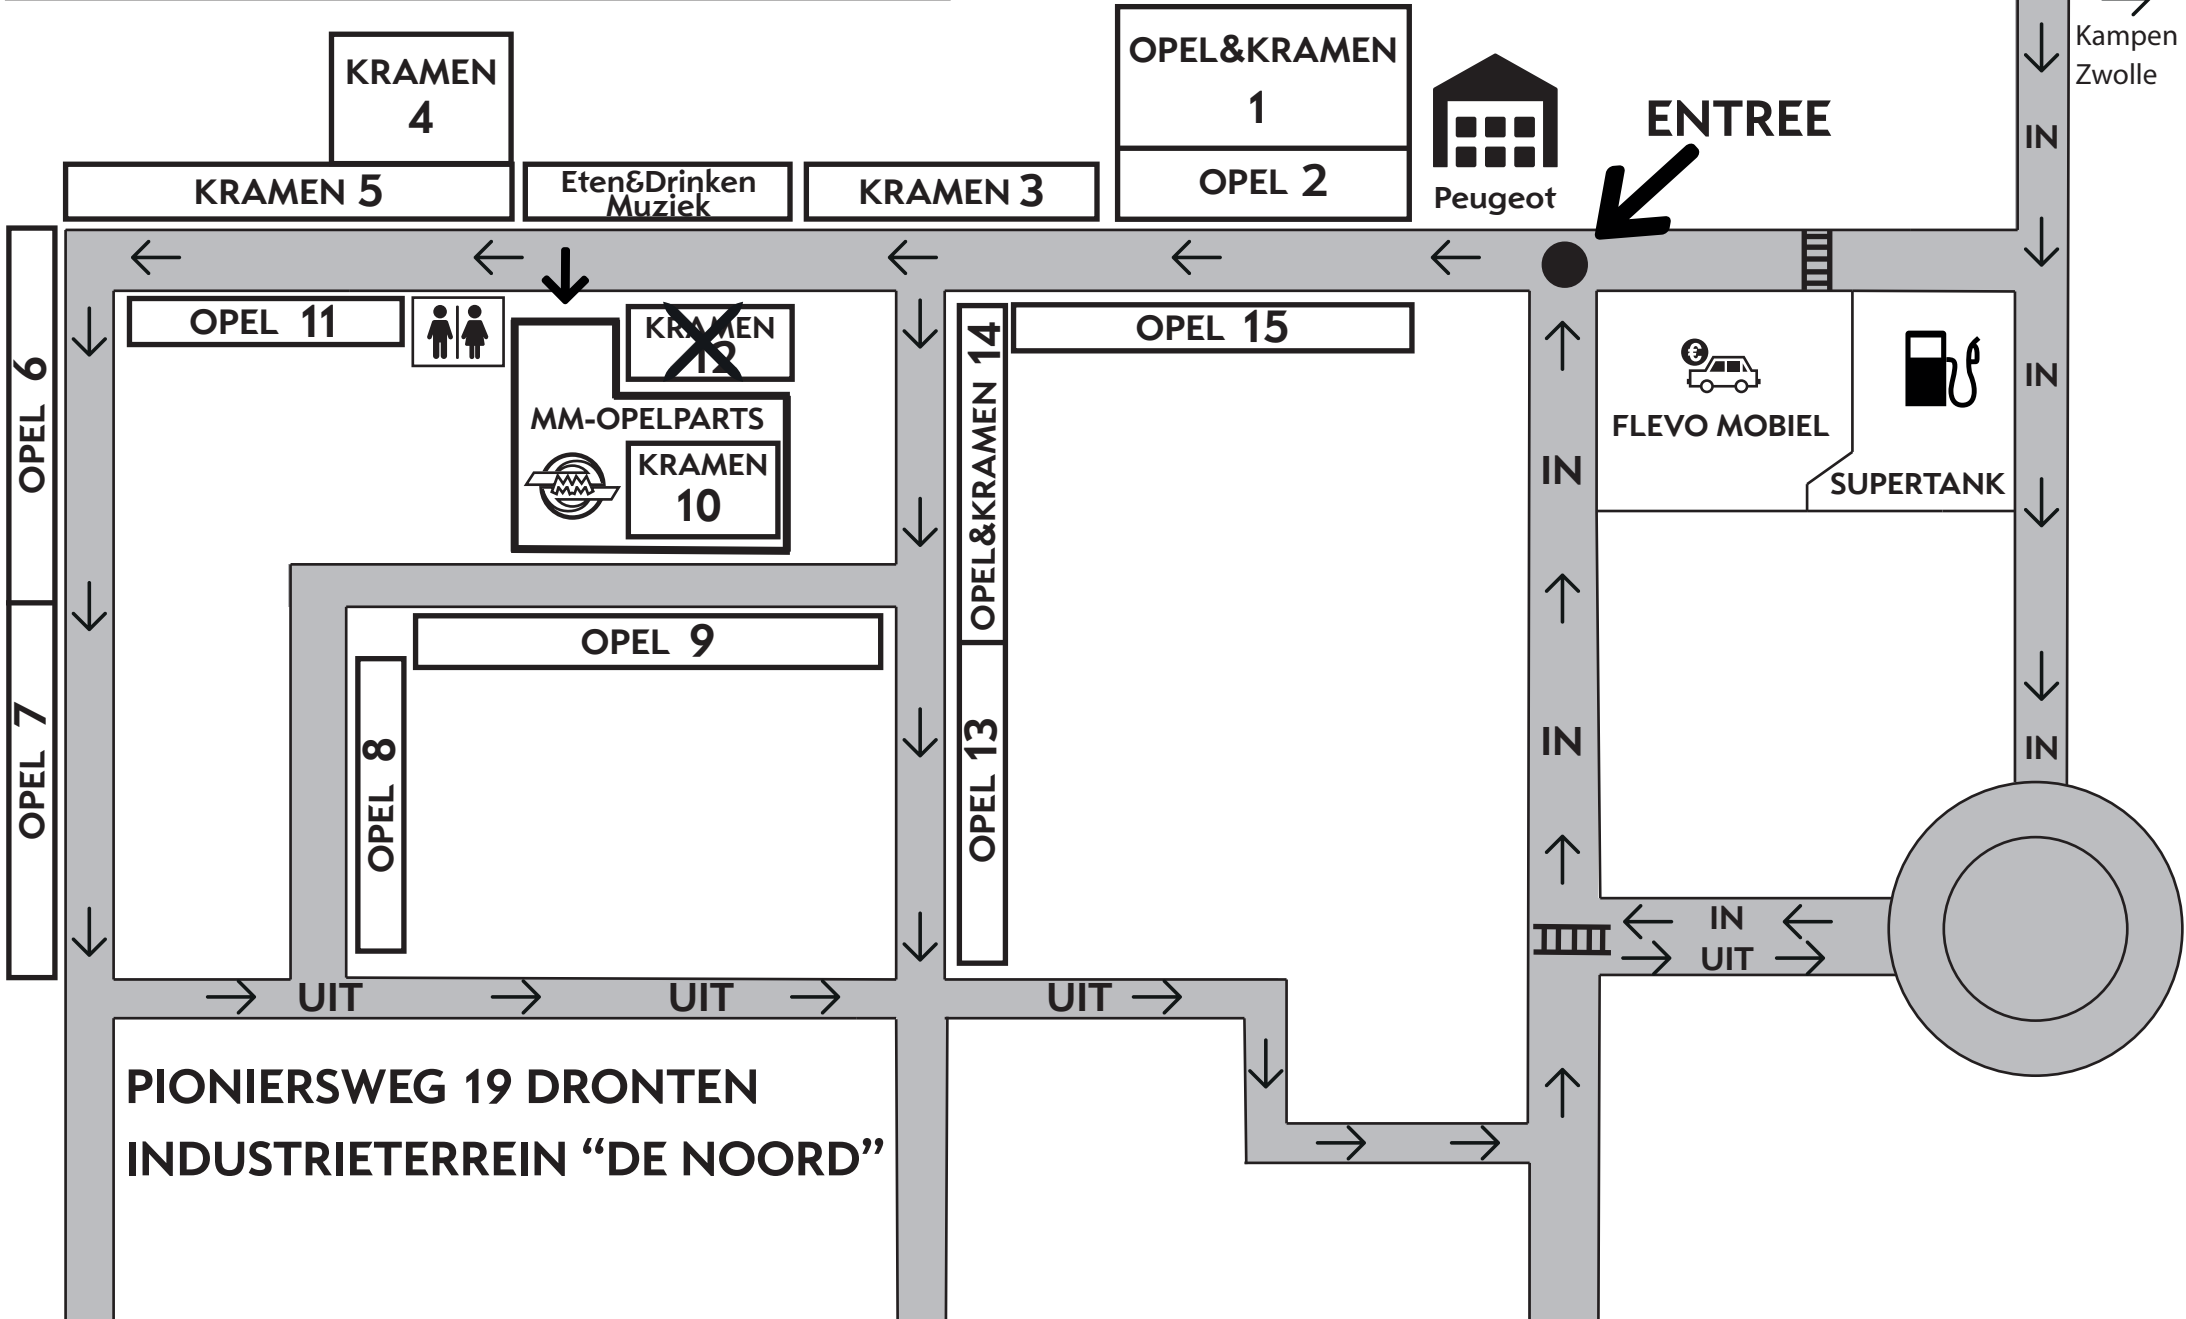 Kampen
Zwolle
IN
OPEL&KRAMEN
1
KRAMEN
4
ENTREE
Peugeot
OPEL 2
KRAMEN 5
Eten&Drinken
Muziek
KRAMEN 3
OPEL 11
KRAMEN
12
OPEL&KRAMEN 14
OPEL 15
OPEL 6
IN
MM-OPELPARTS
FLEVO MOBIEL
KRAMEN
10
IN
SUPERTANK
OPEL 9
OPEL 7
OPEL 8
OPEL 13
IN
IN
IN
UIT
UIT
UIT
UIT
PIONIERSWEG 19 DRONTEN
INDUSTRIETERREIN “DE NOORD”